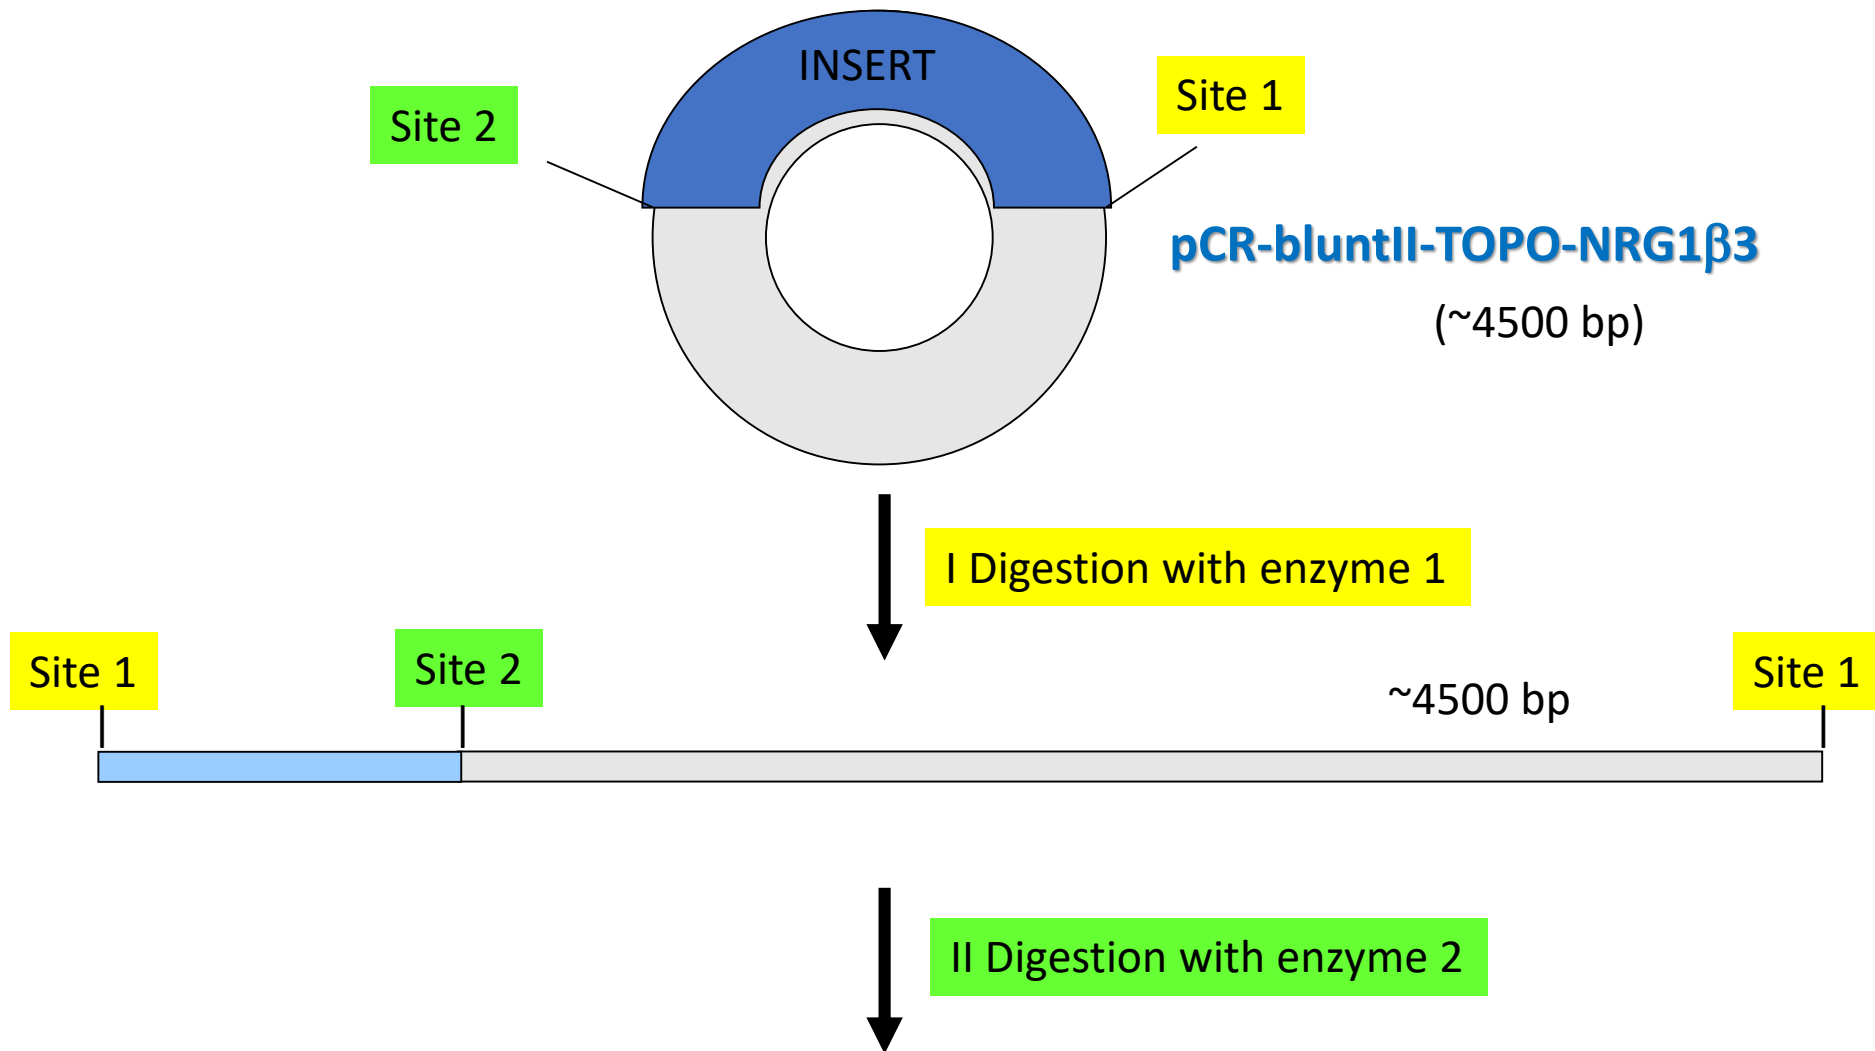 INSERT
Site 1
Site 2
pCR-bluntII-TOPO-NRG1β3
(~4500 bp)
I Digestion with enzyme 1
Site 1
Site 2
~4500 bp
Site 1
II Digestion with enzyme 2